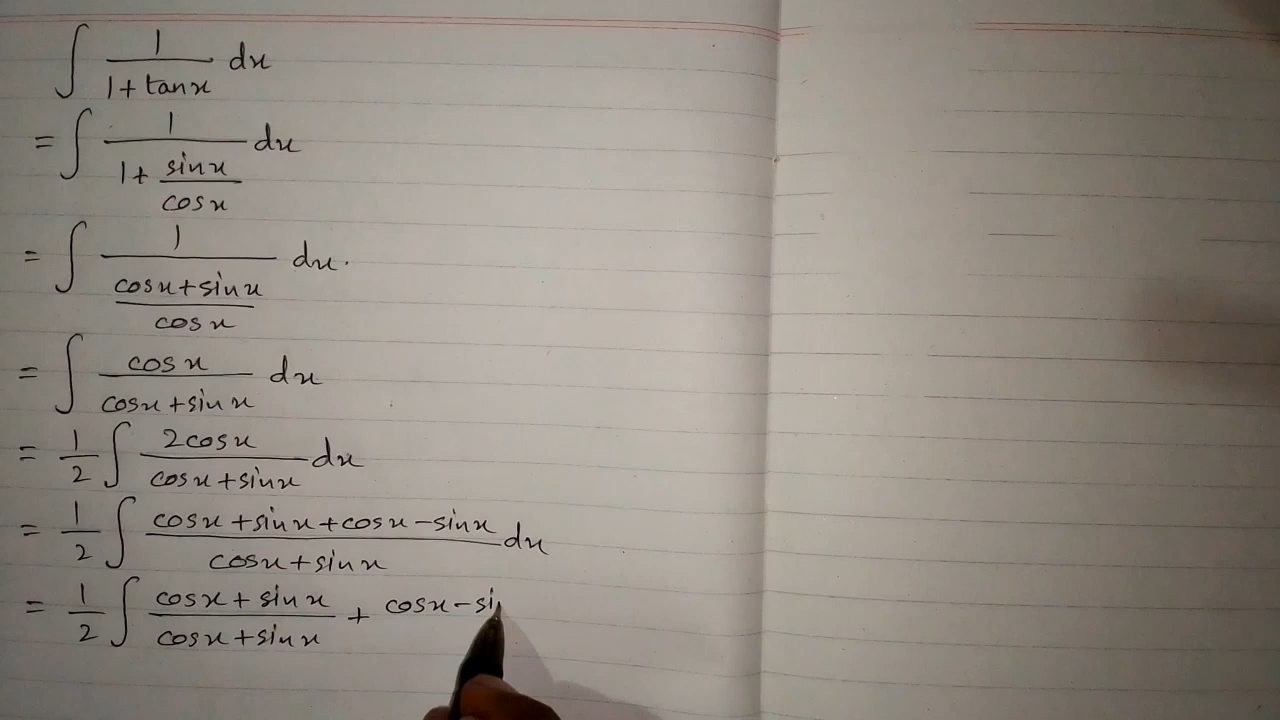 ∫ 1/(1+tanx) dx
= ∫ 1/(1+ sinx/cosx) dx
= ∫ 1/((cosx+sinx)/cosx) dx.
= ∫ cosx/(cosx+sinx) dx
= 1/2 ∫ 2cosx/(cosx+sinx) dx
= 1/2 ∫ (cosx+sinx+cosx-sinx)/(cosx+sinx) dx
= 1/2 ∫ (cosx+sinx)/(cosx+sinx) + cosx-si